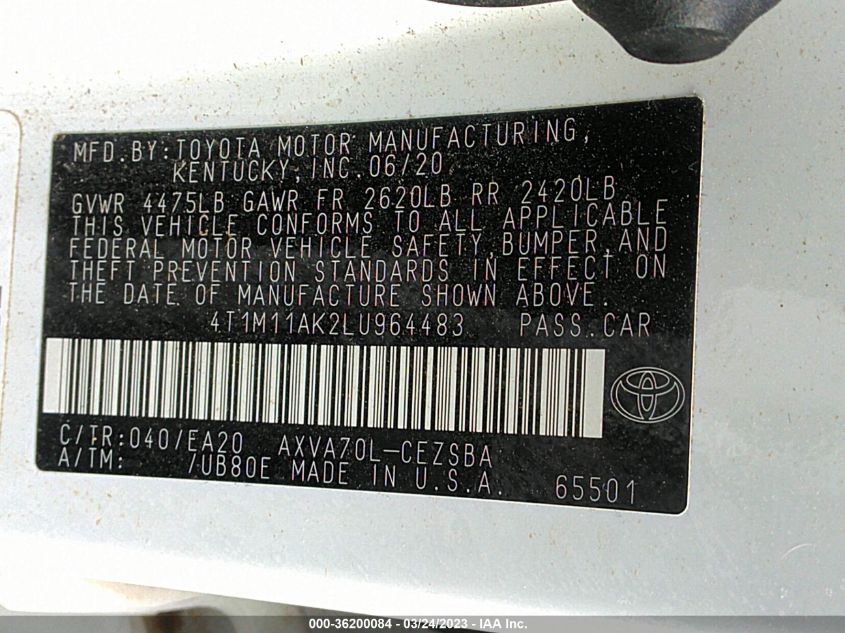 MFD.BY:TOYOTA MOTOR MANUFACTURING,
KENTUCKY,INC.06/20
GVWR 4475LB GAWR FR 2620LB RR 2420LB
THIS VEHICLE CONFORMS TO ALL APPLICABLE
FEDERAL MOTOR VEHICLE SAFETY,BUMPER,AND
THEFT PREVENTION STANDARDS IN EFFECT ON
THE DATE OF MANUFACTURE SHOWN ABOVE.
4T1M11AK2LU964483 PASS.CAR
C/TR:040/EA20 AXVA70L-CEZSBA
A/TM: /UB80E MADE IN U.S.A. 65501
000-36200084 - 03/24/2023 - IAA Inc.